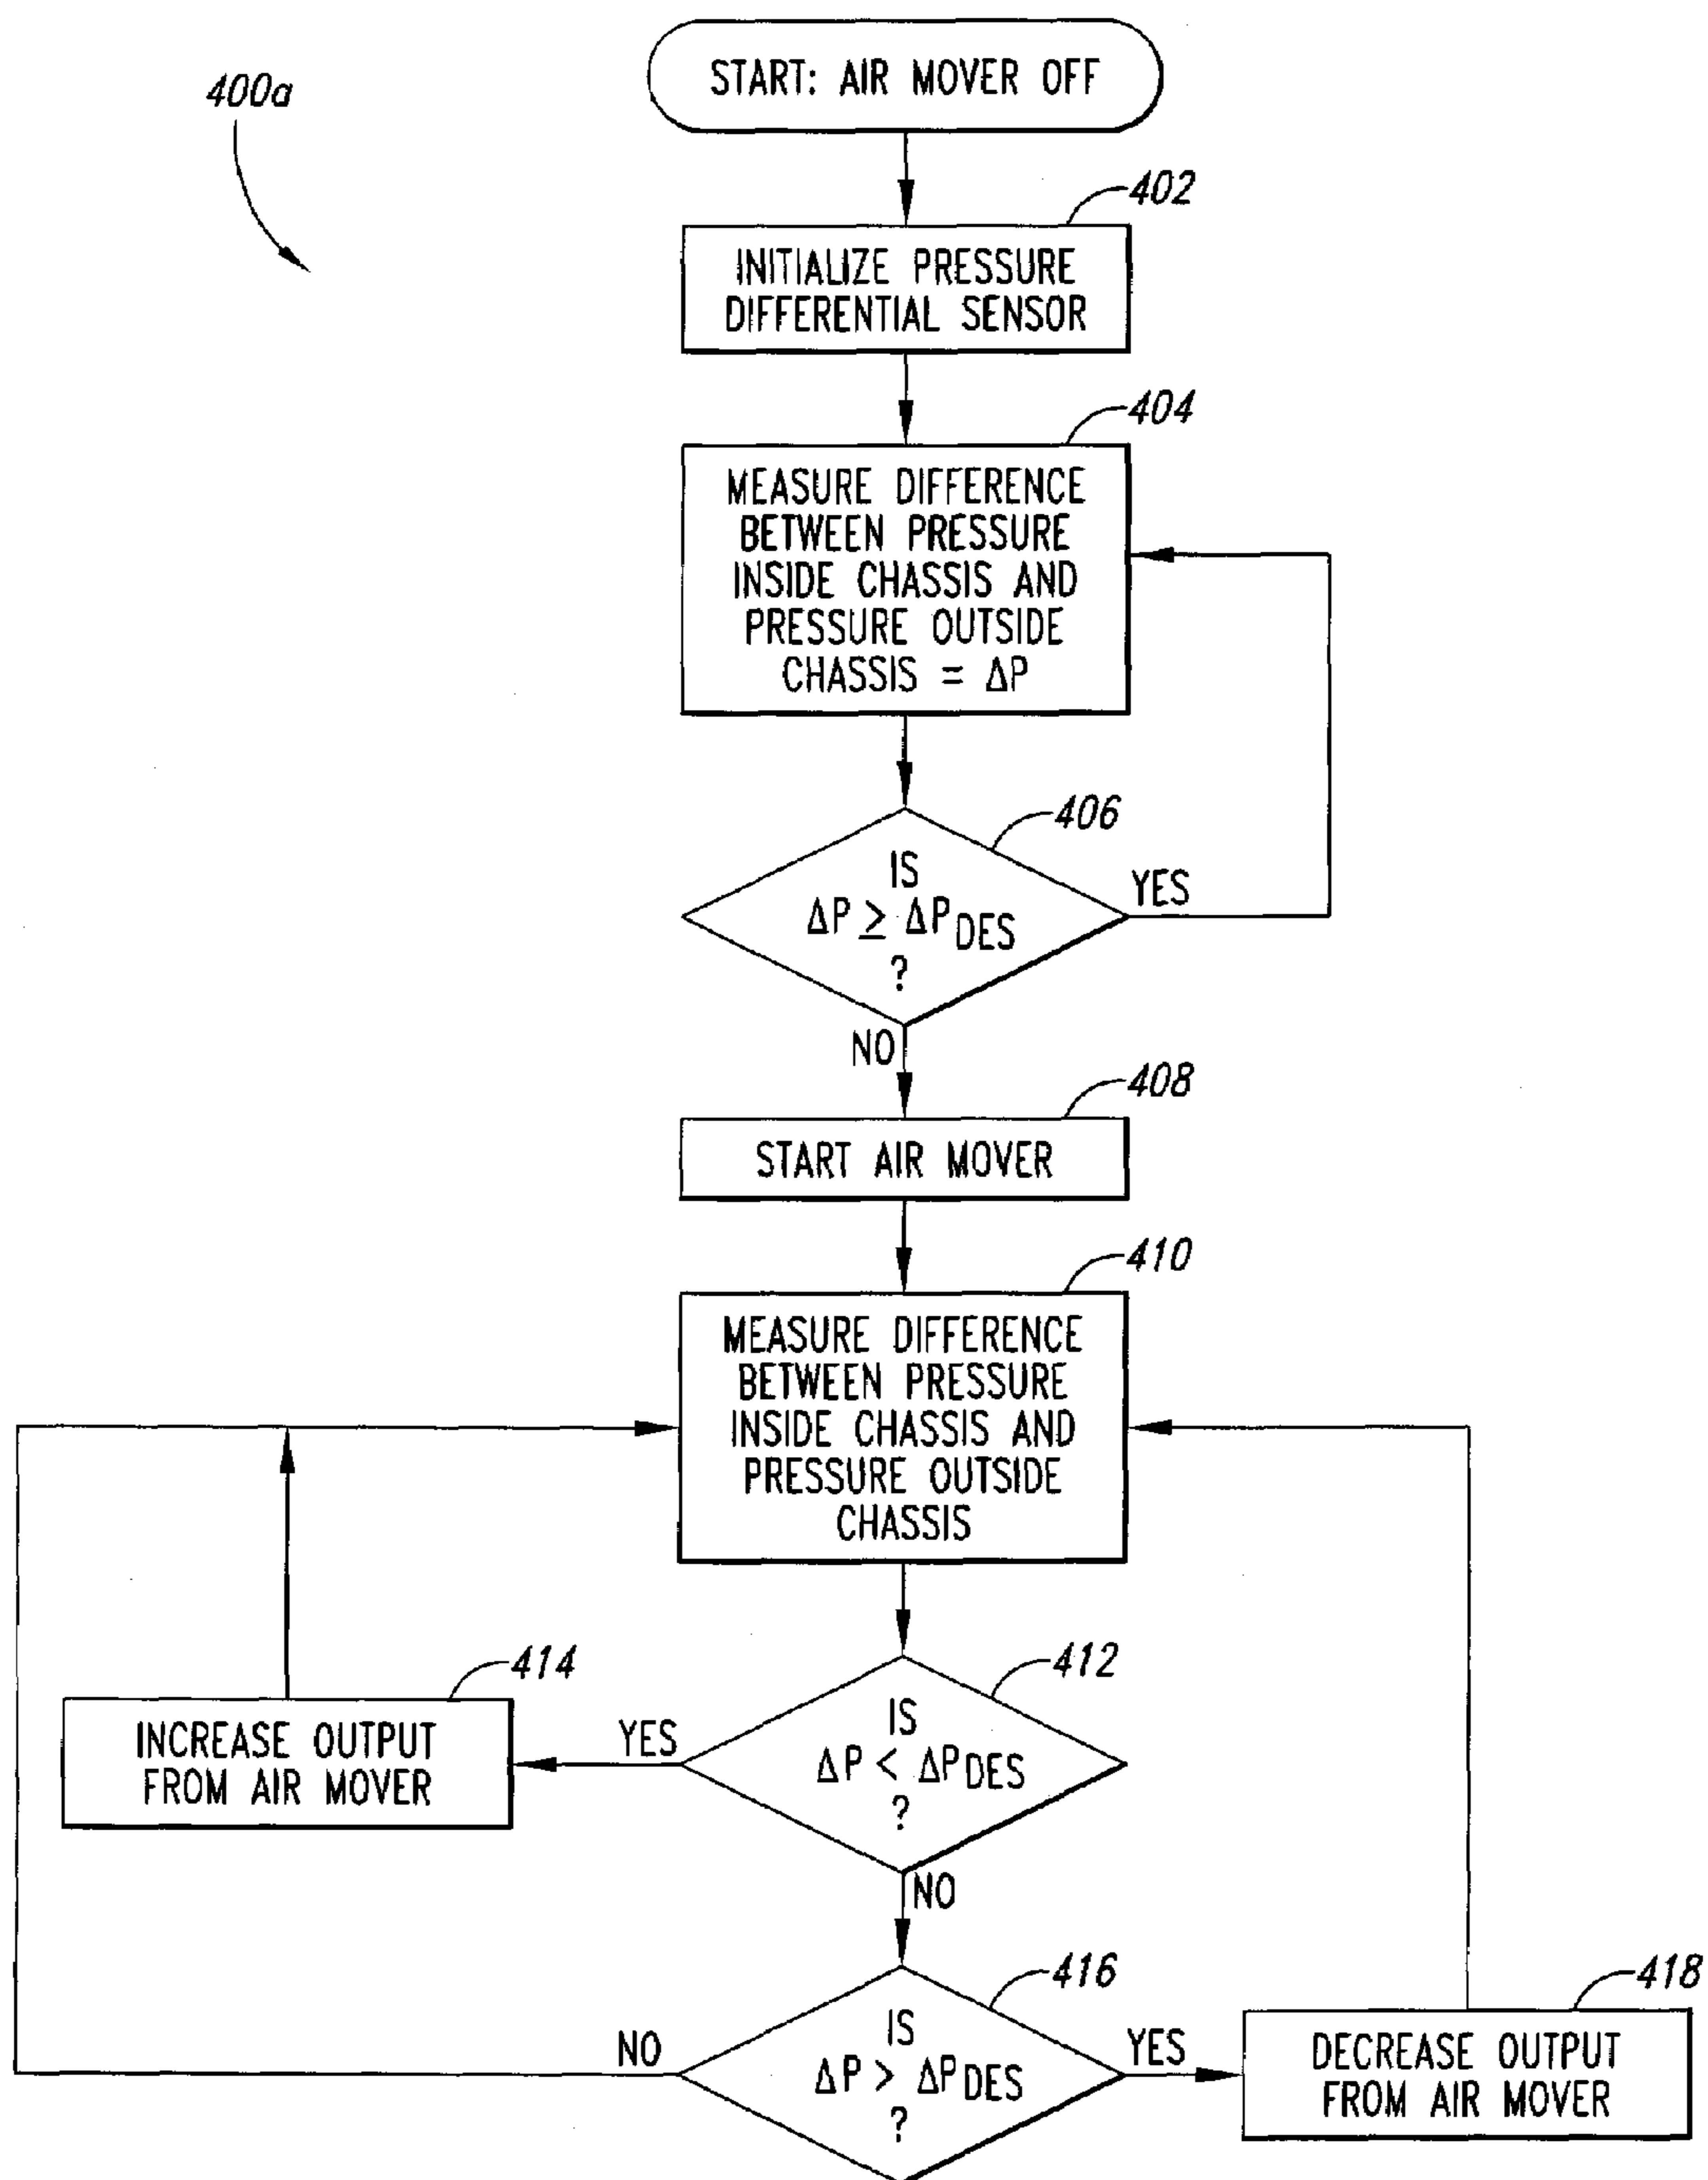 400a
START: AIR MOVER OFF
402
INITIALIZE PRESSURE
DIFFERENTIAL SENSOR
404
MEASURE DIFFERENCE
BETWEEN PRESSURE
INSIDE CHASSIS AND
PRESSURE OUTSIDE
CHASSIS = ΔP
406
IS
ΔP ≥ ΔPDES
?
YES
NO
408
START AIR MOVER
410
MEASURE DIFFERENCE
BETWEEN PRESSURE
INSIDE CHASSIS AND
PRESSURE OUTSIDE
CHASSIS
412
IS
ΔP < ΔPDES
?
YES
414
INCREASE OUTPUT
FROM AIR MOVER
NO
416
IS
ΔP > ΔPDES
?
NO
YES
418
DECREASE OUTPUT
FROM AIR MOVER